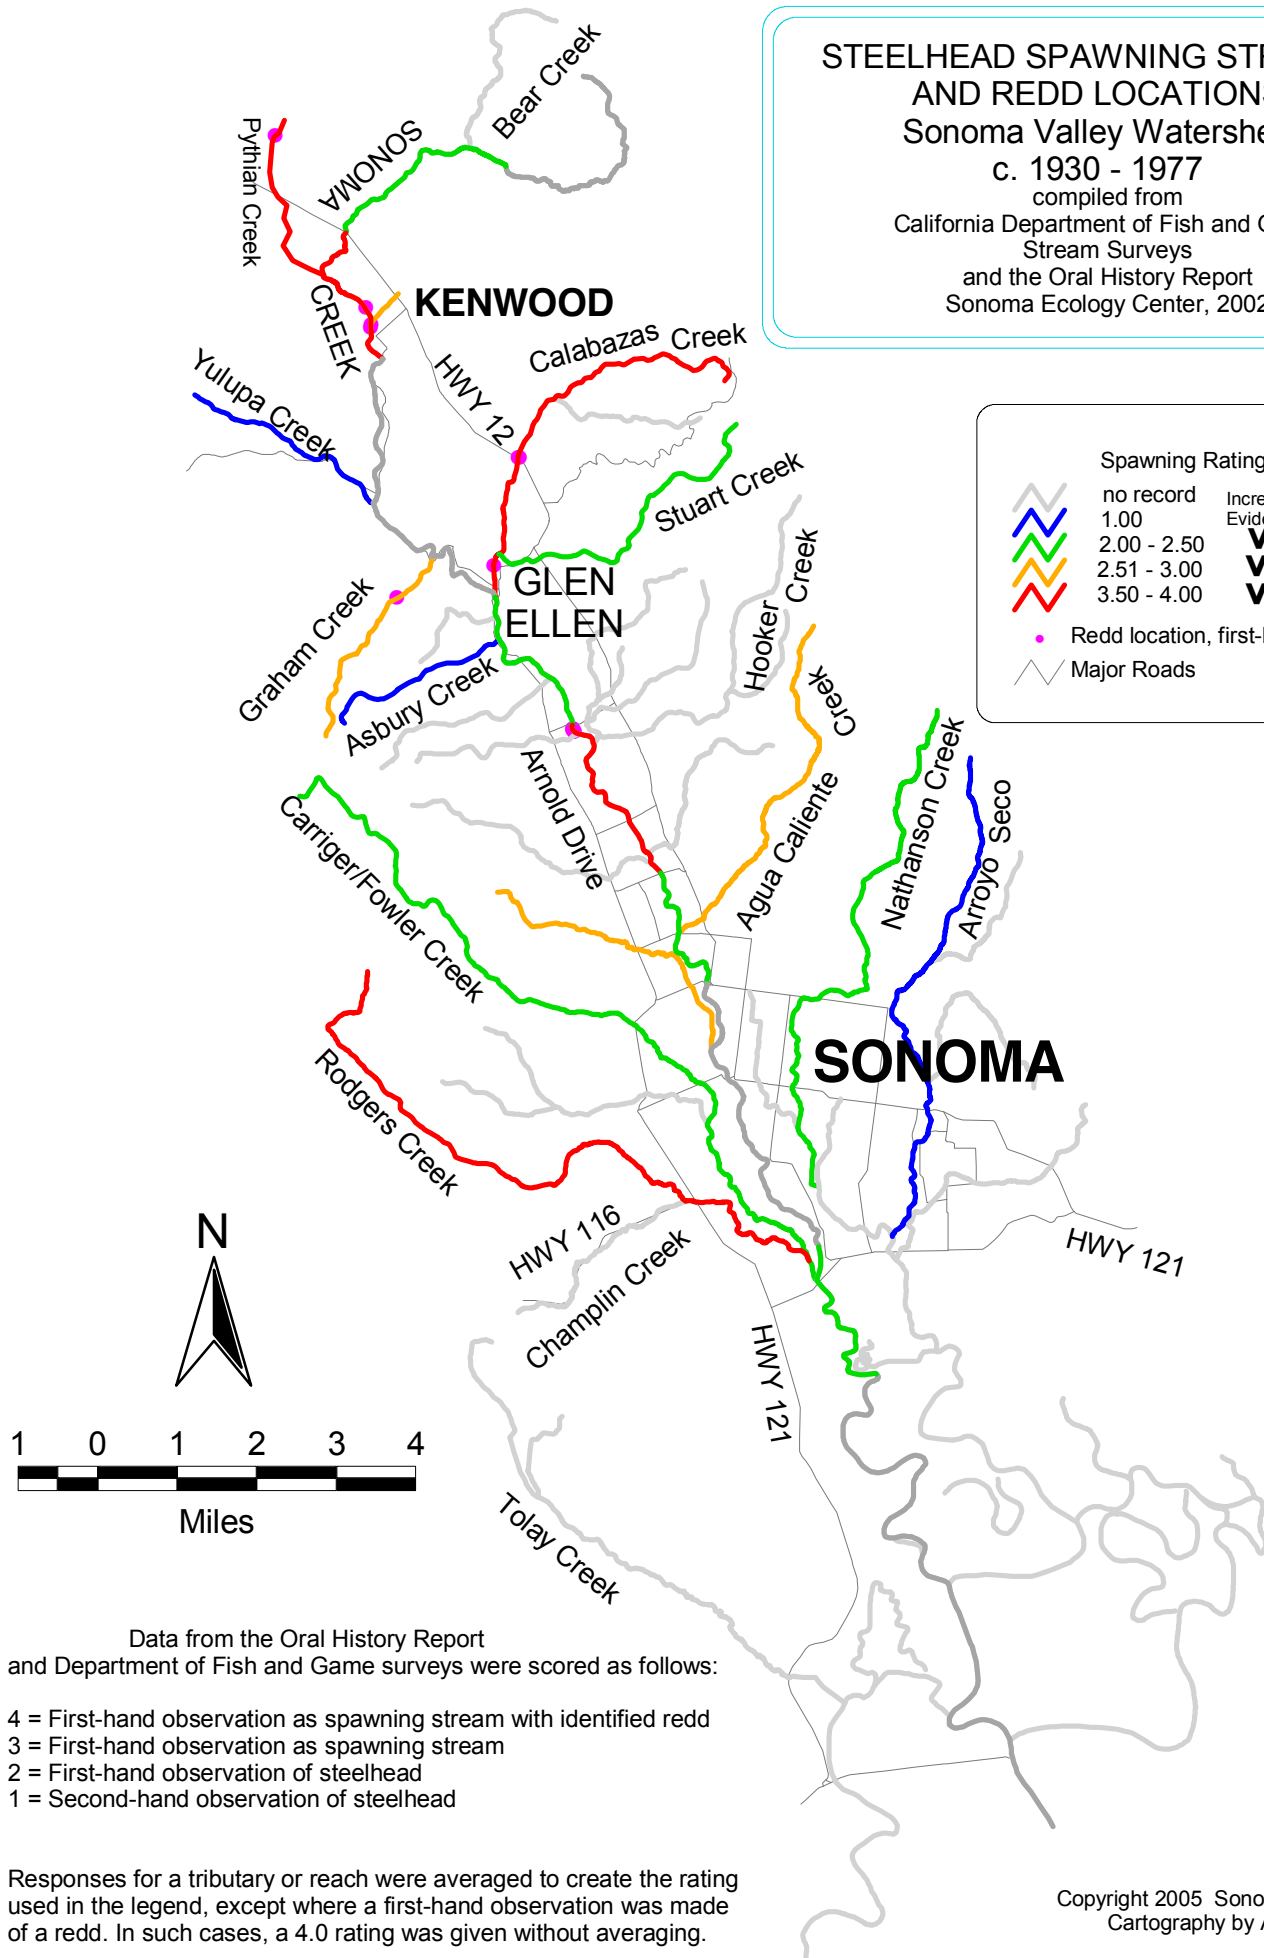 STEELHEAD SPAWNING
AND REDD LOCATIONS
Sonoma Valley
c. 1930 - 1977
compiled from
California Department of Fish and
Stream Surveys
and the Oral History Report
Sonoma Ecology Center, 2002
Bear Creek
SONOMA
Pythian Creek
CREEK
KENWOOD
Calabazas Creek
HWY 12
Yulupa Creek
Stuart Creek
Spawning Rating
no record
1.00
2.00 - 2.50
2.51 - 3.00
3.50 - 4.00
Redd location,
Major Roads
GLEN
ELLEN
Hooker Creek
Graham Creek
Asbury Creek
Arnold Drive
Agua Caliente Creek
Nathanson Creek
Arroyo Seco
Carriger/Fowler Creek
SONOMA
Rodgers Creek
N
HWY 116
Champlin Creek
HWY 121
HWY 121
1 0 1 2 3 4
Miles
Tolay Creek
Data from the Oral History Report
and Department of Fish and Game surveys were scored as follows:
4 = First-hand observation as spawning stream with identified redd
3 = First-hand observation as spawning stream
2 = First-hand observation of steelhead
1 = Second-hand observation of steelhead
Responses for a tributary or reach were averaged to create the rating
used in the legend, except where a first-hand observation was made
of a redd. In such cases, a 4.0 rating was given without averaging.
Copyright 2005
Cartography by